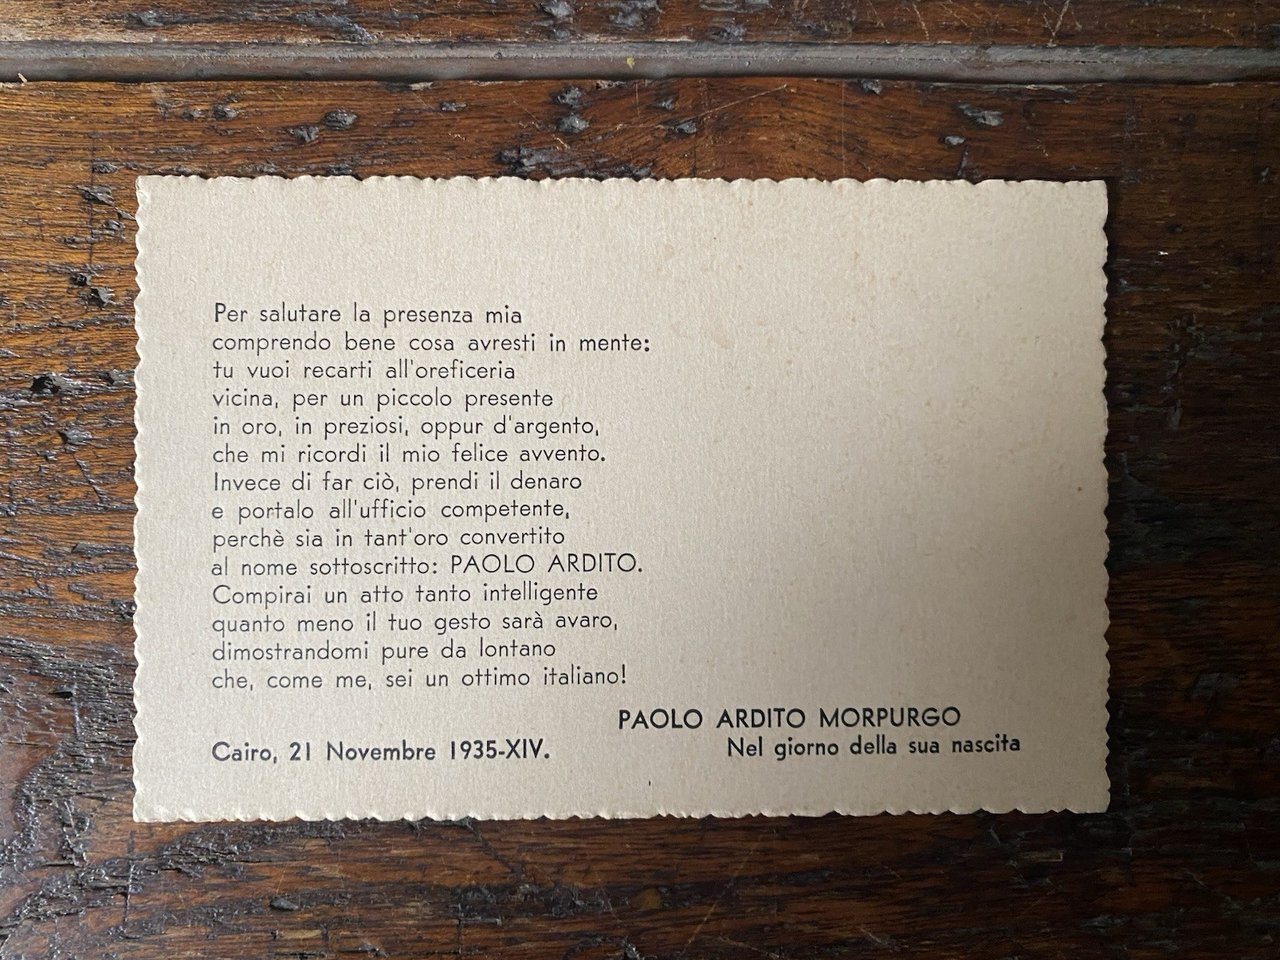 Per salutare la presenza mia
comprendo bene cosa avresti in mente:
tu vuoi recarti all'oreficeria
vicina, per un piccolo presente
in oro, in preziosi, oppur d'argento,
che mi ricordi il mio felice avvento.
Invece di far ciò, prendi il denaro
e portalo all'ufficio competente,
perchè sia in tant'oro convertito
al nome sottoscritto: PAOLO ARDITO.
Compirai un atto tanto intelligente
quanto meno il tuo gesto sarà avaro,
dimostrandomi pure da lontano
che, come me, sei un ottimo italiano!
PAOLO ARDITO MORPURGO
Cairo, 21 Novembre 1935-XIV. Nel giorno della sua nascita